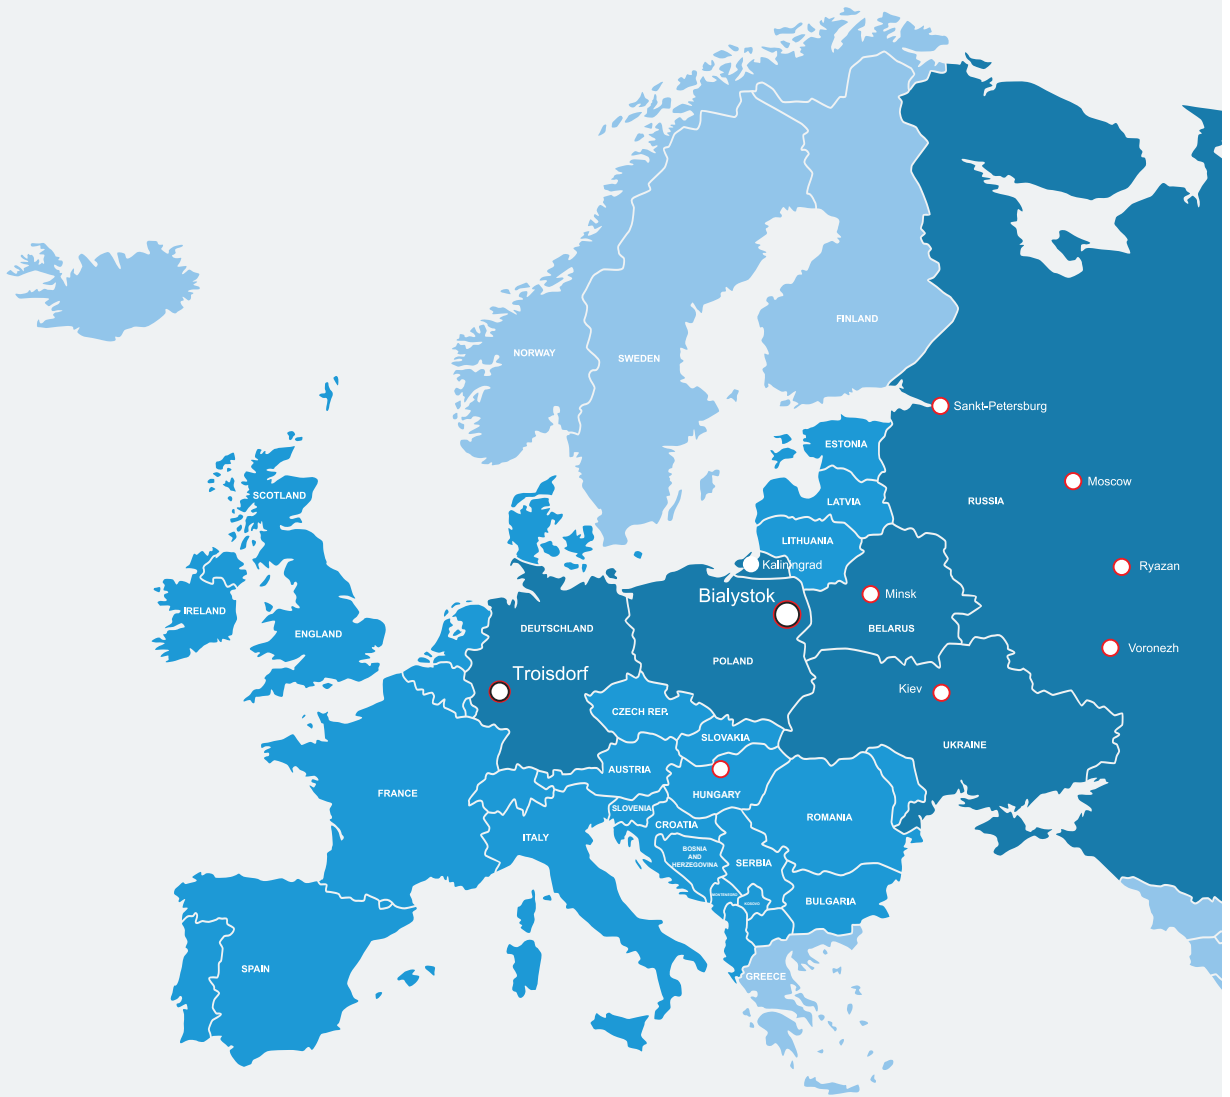 FINLAND
NORWAY
SWEDEN
Sankt-Petersburg
ESTONIA
Moscow
SCOTLAND
LATVIA
RUSSIA
LITHUANIA
Kaliningrad
Ryazan
Bialystok
Minsk
IRELAND
DEUTSCHLAND
BELARUS
ENGLAND
Voronezh
POLAND
Troisdorf
Kiev
CZECH REP.
SLOVAKIA
UKRAINE
AUSTRIA
FRANCE
HUNGARY
SLOVENIA
ROMANIA
CROATIA
ITALY
BOSNIA
AND
HERZEGOVINA
SERBIA
MONTENEGRO
KOSOVO
BULGARIA
SPAIN
GREECE